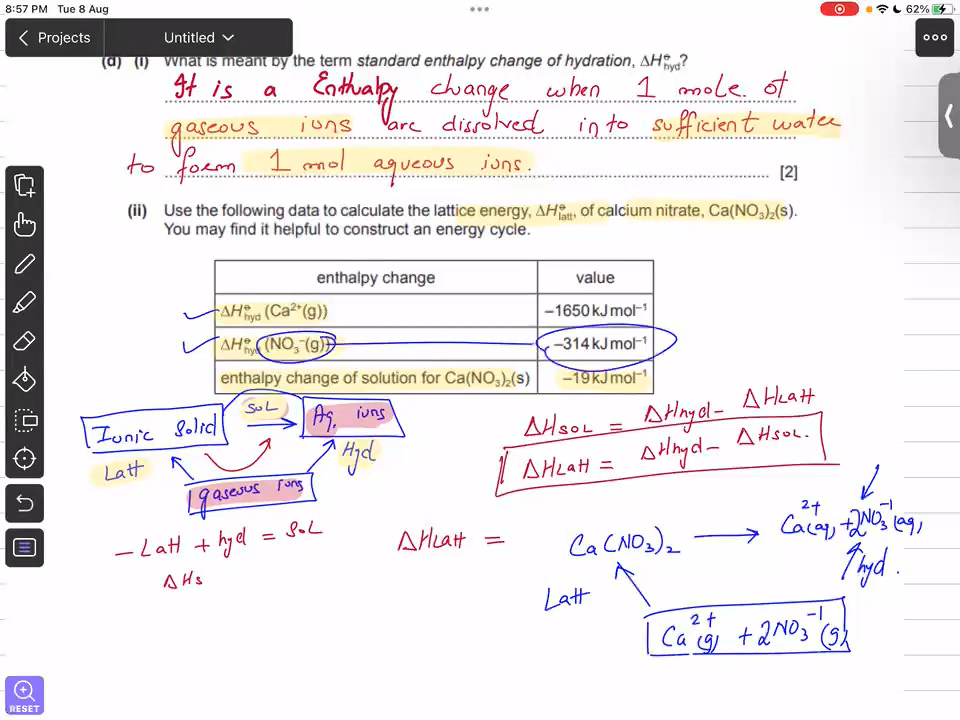 8:57 PM Tue 8 Aug
62%
Projects
Untitled
(d) (i) What is meant by the term standard enthalpy change of hydration, ΔH⦵hyd?
It is a Enthalpy change when 1 mole of
gaseous ions are dissolved in to sufficient water
to form 1 mol aqueous ions.
[2]
(ii) Use the following data to calculate the lattice energy, ΔH⦵latt, of calcium nitrate, Ca(NO₃)₂(s).
You may find it helpful to construct an energy cycle.
enthalpy change value
ΔH⦵hyd (Ca²⁺(g)) −1650 kJ mol⁻¹
ΔH⦵hyd (NO₃⁻(g)) −314 kJ mol⁻¹
enthalpy change of solution for Ca(NO₃)₂(s) −19 kJ mol⁻¹
Ionic Solid SOL Aq. ions
Latt Hyd
gaseous ions
ΔHSOL = ΔHhyd − ΔHLatt
ΔHLatt = ΔHhyd − ΔHSOL.
− Latt + hyd = SOL
ΔHs
ΔHLatt =
Ca(NO₃)₂ → Ca²⁺(aq) + 2NO₃⁻¹(aq)
Latt hyd.
Ca²⁺(g) + 2NO₃⁻¹(g)
RESET